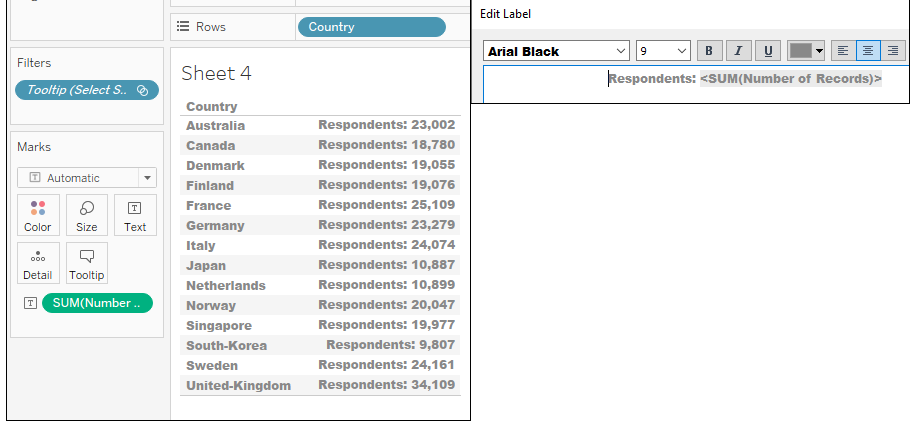 Rows
Country
Filters
Tooltip (Select S..
Marks
Automatic
Color
Size
Text
Detail
Tooltip
SUM(Number ..
Sheet 4
Country
Australia Respondents: 23,002
Canada Respondents: 18,780
Denmark Respondents: 19,055
Finland Respondents: 19,076
France Respondents: 25,109
Germany Respondents: 23,279
Italy Respondents: 24,074
Japan Respondents: 10,887
Netherlands Respondents: 10,899
Norway Respondents: 20,047
Singapore Respondents: 19,977
South-Korea Respondents: 9,807
Sweden Respondents: 24,161
United-Kingdom Respondents: 34,109
Edit Label
Arial Black 9 B I U
Respondents: <SUM(Number of Records)>